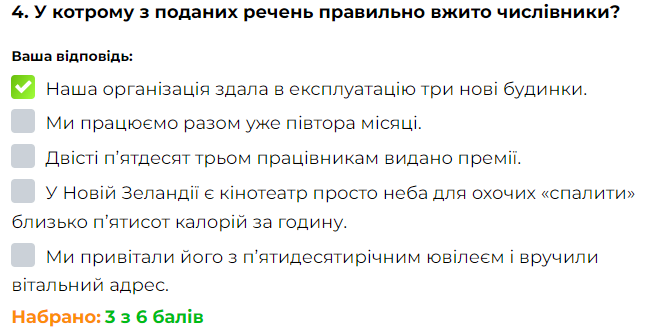 4. У котрому з поданих речень правильно вжито числівники?
Ваша відповідь:
Наша організація здала в експлуатацію три нові будинки.
Ми працюємо разом уже півтора місяці.
Двісті п’ятдесят трьом працівникам видано премії.
У Новій Зеландії є кінотеатр просто неба для охочих «спалити»
близько п’ятисот калорій за годину.
Ми привітали його з п’ятидесятирічним ювілеєм і вручили
вітальний адрес.
Набрано: 3 з 6 балів